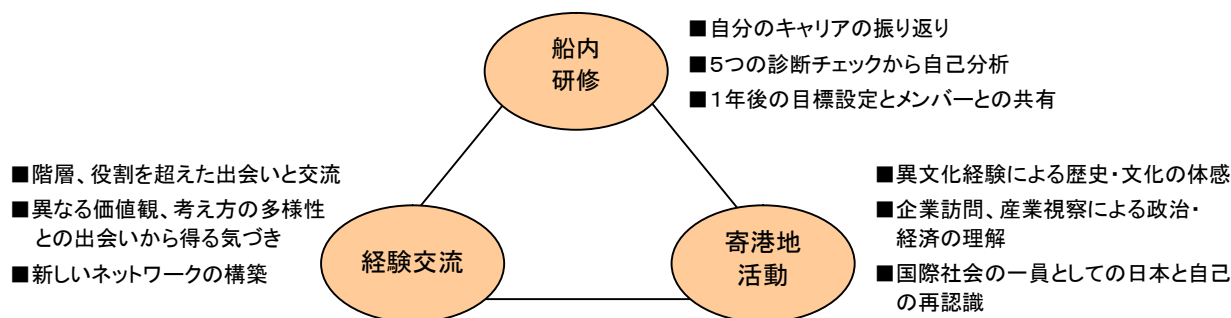 船内
研修
■自分のキャリアの振り返り
■5つの診断チェックから自己分析
■1年後の目標設定とメンバーとの共有
■階層、役割を超えた出会いと交流
■異なる価値観、考え方の多様性
との出会いから得る気づき
■新しいネットワークの構築
経験交流
寄港地
活動
■異文化経験による歴史・文化の体感
■企業訪問、産業視察による政治・
経済の理解
■国際社会の一員としての日本と自己
の再認識